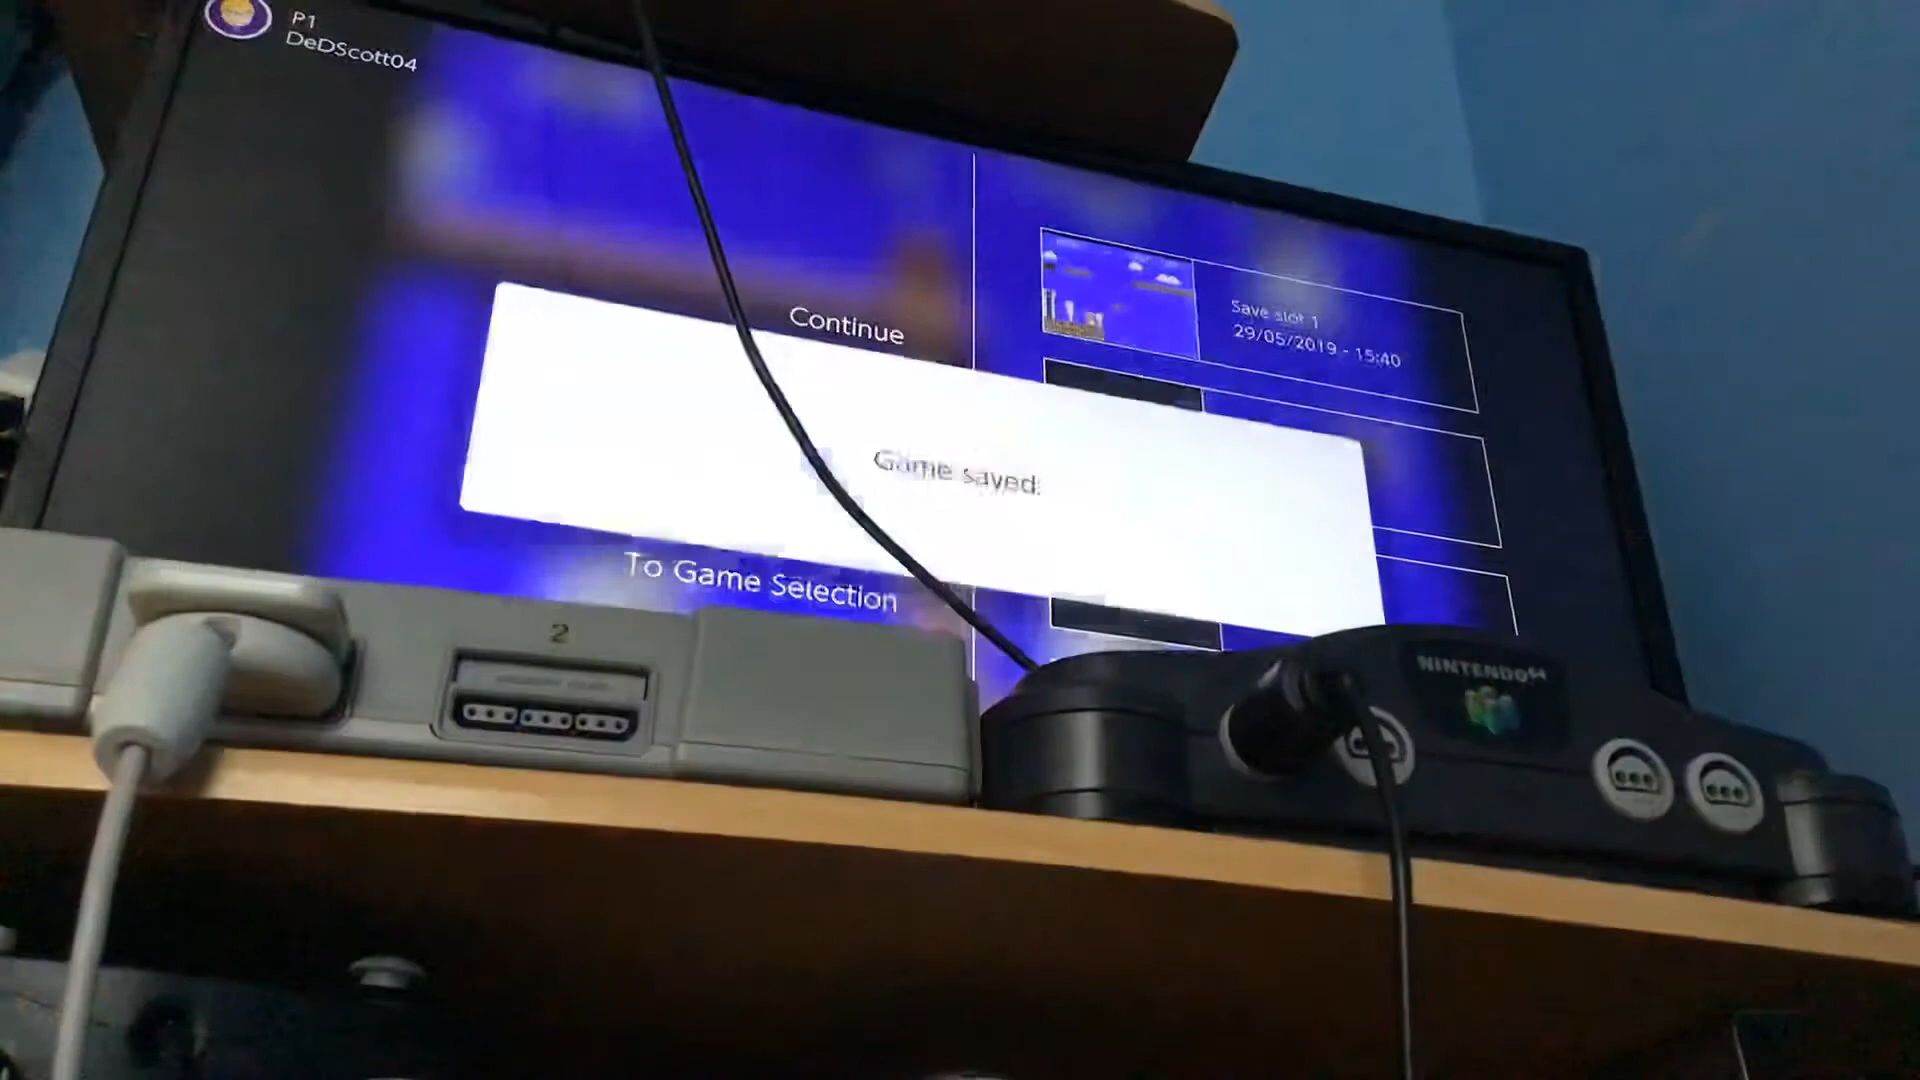 P1
DeDScott04
Continue
Save slot 1
29/05/2019 - 15:40
Game saved.
To Game Selection
2
NINTENDO64